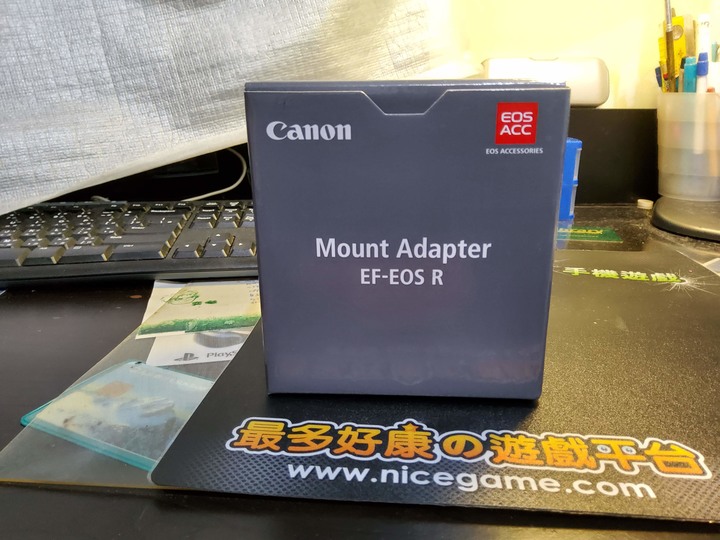 Canon
EOS
ACC
EOS ACCESSORIES
Mount Adapter
EF-EOS R
手機遊戲
最多好康の遊戲平台
www.nicegame.com